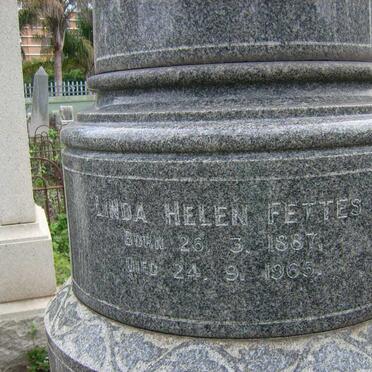 LINDA HELEN FETTES
BORN 26. 3. 1887.
DIED 24. 9. 1965.